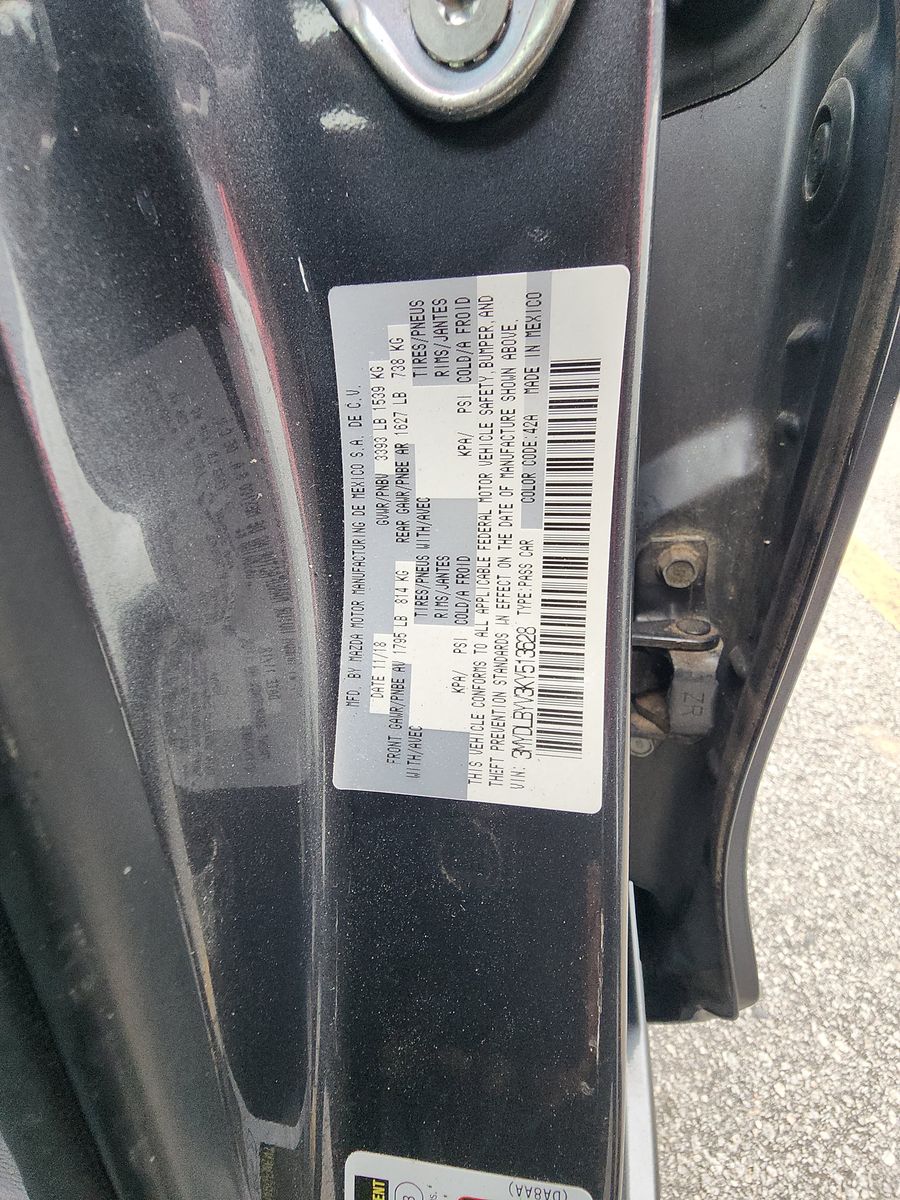 MFD. BY MAZDA MOTOR MANUFACTURING DE MEXICO S.A. DE C.V.
DATE 11/18 GVWR/PNBV 3393 LB 1539 KG
FRONT GAWR/PNBE AV 1795 LB 814 KG REAR GAWR/PNBE AR 1627 LB 738 KG
WITH/AVEC TIRES/PNEUS WITH/AVEC TIRES/PNEUS
RIMS/JANTES RIMS/JANTES
KPA/ PSI COLD/A FROID KPA/ PSI COLD/A FROID
THIS VEHICLE CONFORMS TO ALL APPLICABLE FEDERAL MOTOR VEHICLE SAFETY, BUMPER, AND
THEFT PREVENTION STANDARDS IN EFFECT ON THE DATE OF MANUFACTURE SHOWN ABOVE.
VIN: 3MYDLBYV3KY513628 TYPE:PASS CAR COLOR CODE:42A MADE IN MEXICO
(DA8AA)